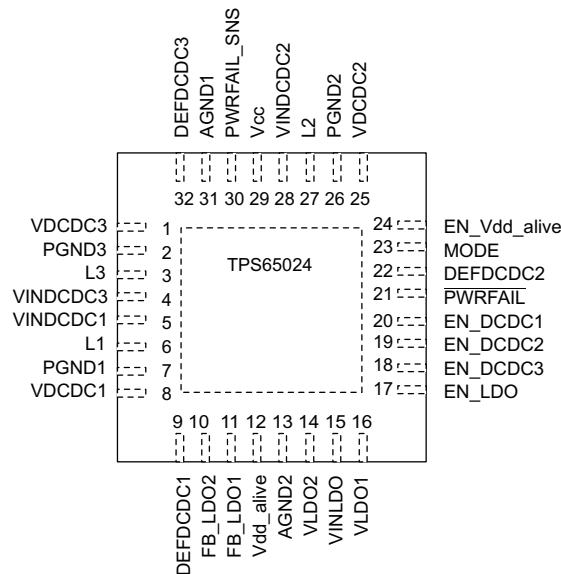 DEFDCDC3
AGND1
PWRFAIL_SNS
Vcc
VINDCDC2
L2
PGND2
VDCDC2
32 31 30 29 28 27 26 25
VDCDC3 1
PGND3 2
L3 3
VINDCDC3 4
VINDCDC1 5
L1 6
PGND1 7
VDCDC1 8
TPS65024
24 EN_Vdd_alive
23 MODE
22 DEFDCDC2
21 PWRFAIL
20 EN_DCDC1
19 EN_DCDC2
18 EN_DCDC3
17 EN_LDO
9 10 11 12 13 14 15 16
DEFDCDC1
FB_LDO2
FB_LDO1
Vdd_alive
AGND2
VLDO2
VINLDO
VLDO1